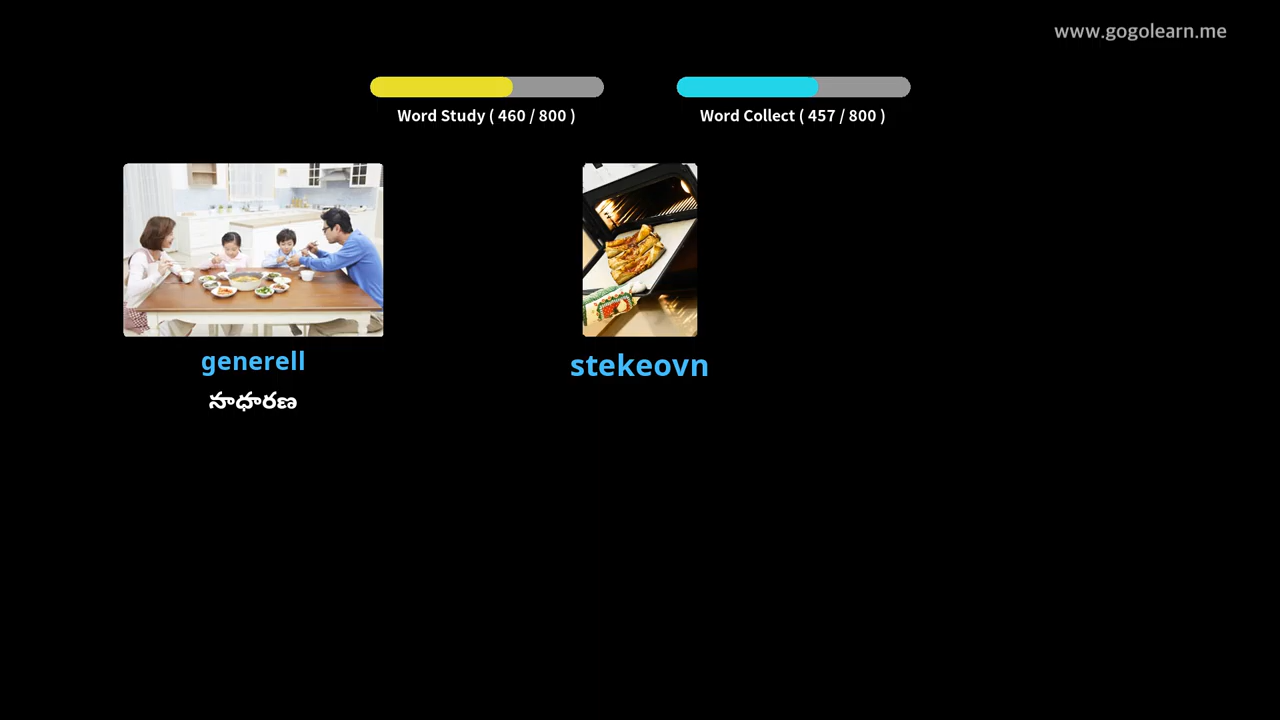 www.gogolearn.me
Word Study ( 460 / 800 )
Word Collect ( 457 / 800 )
generell
stekeovn
సాధారణ